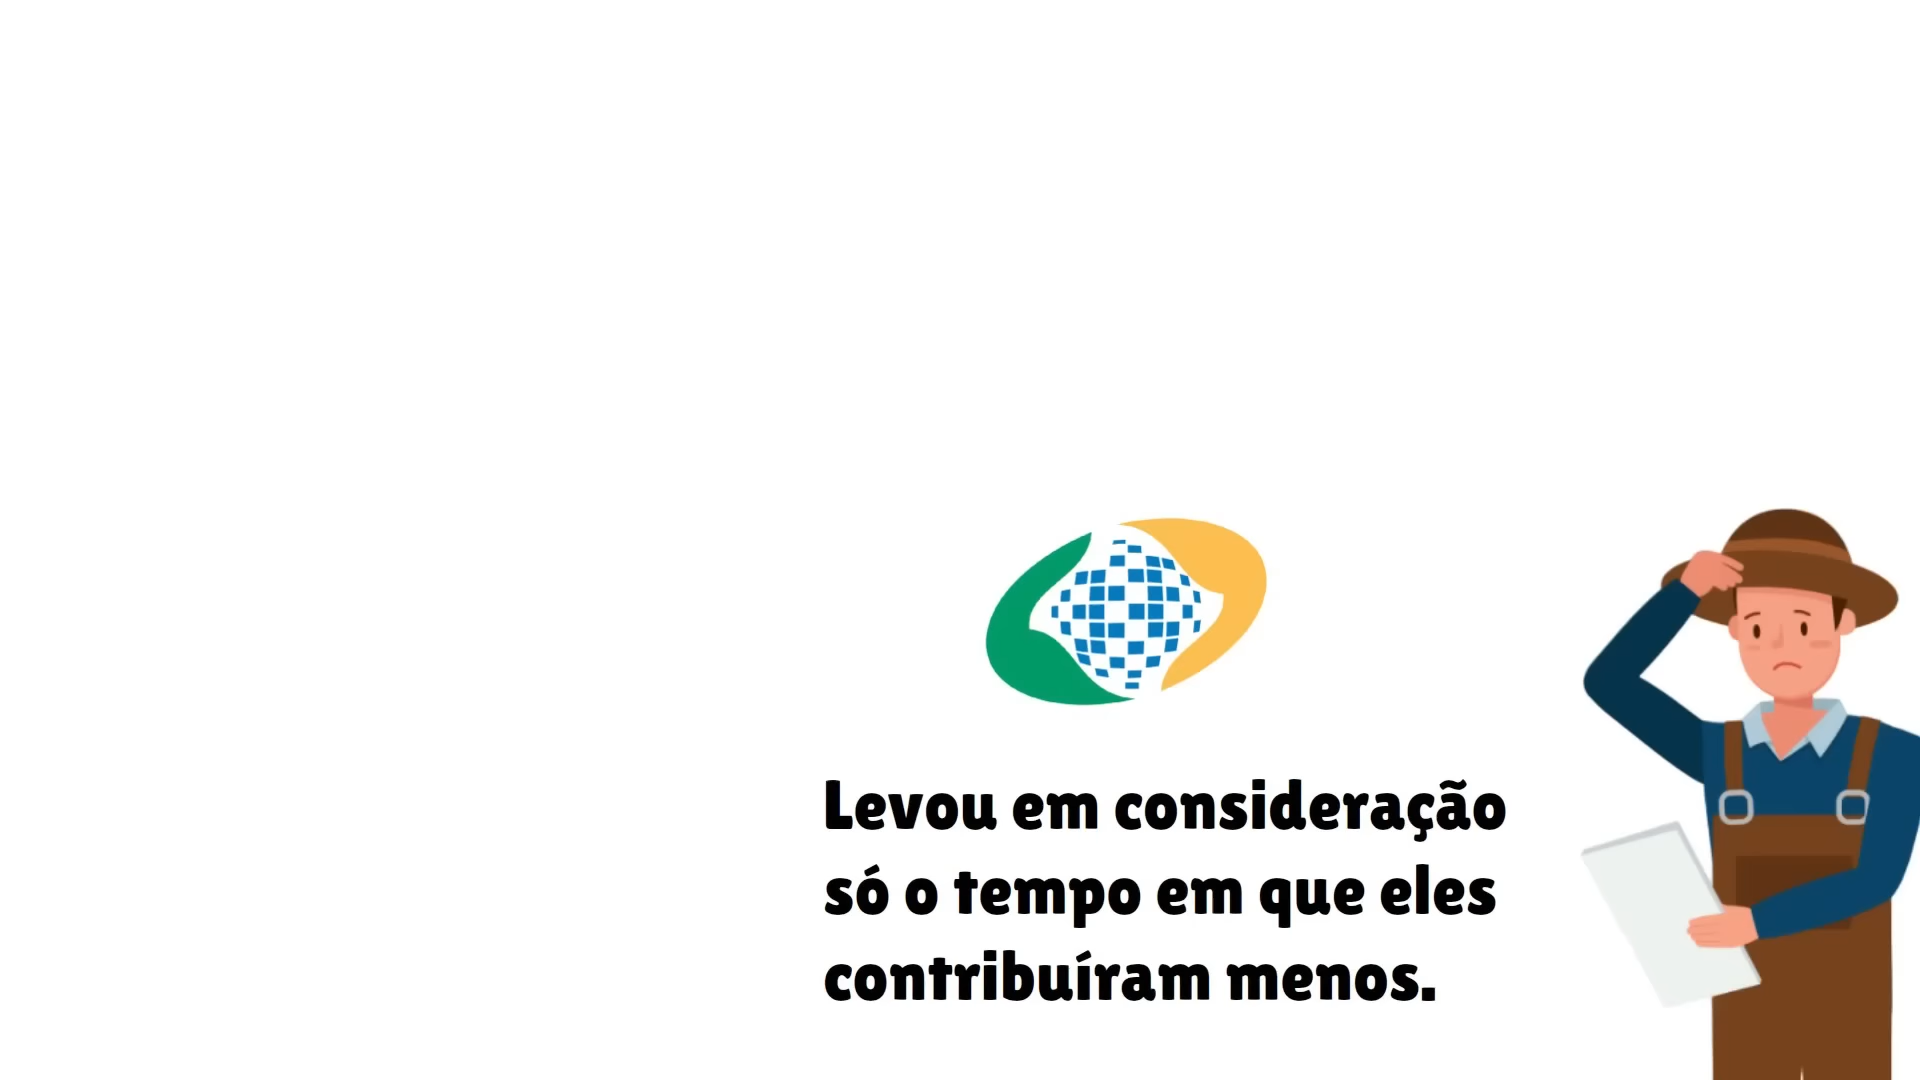 Levou em consideração
só o tempo em que eles
contribuíram menos.